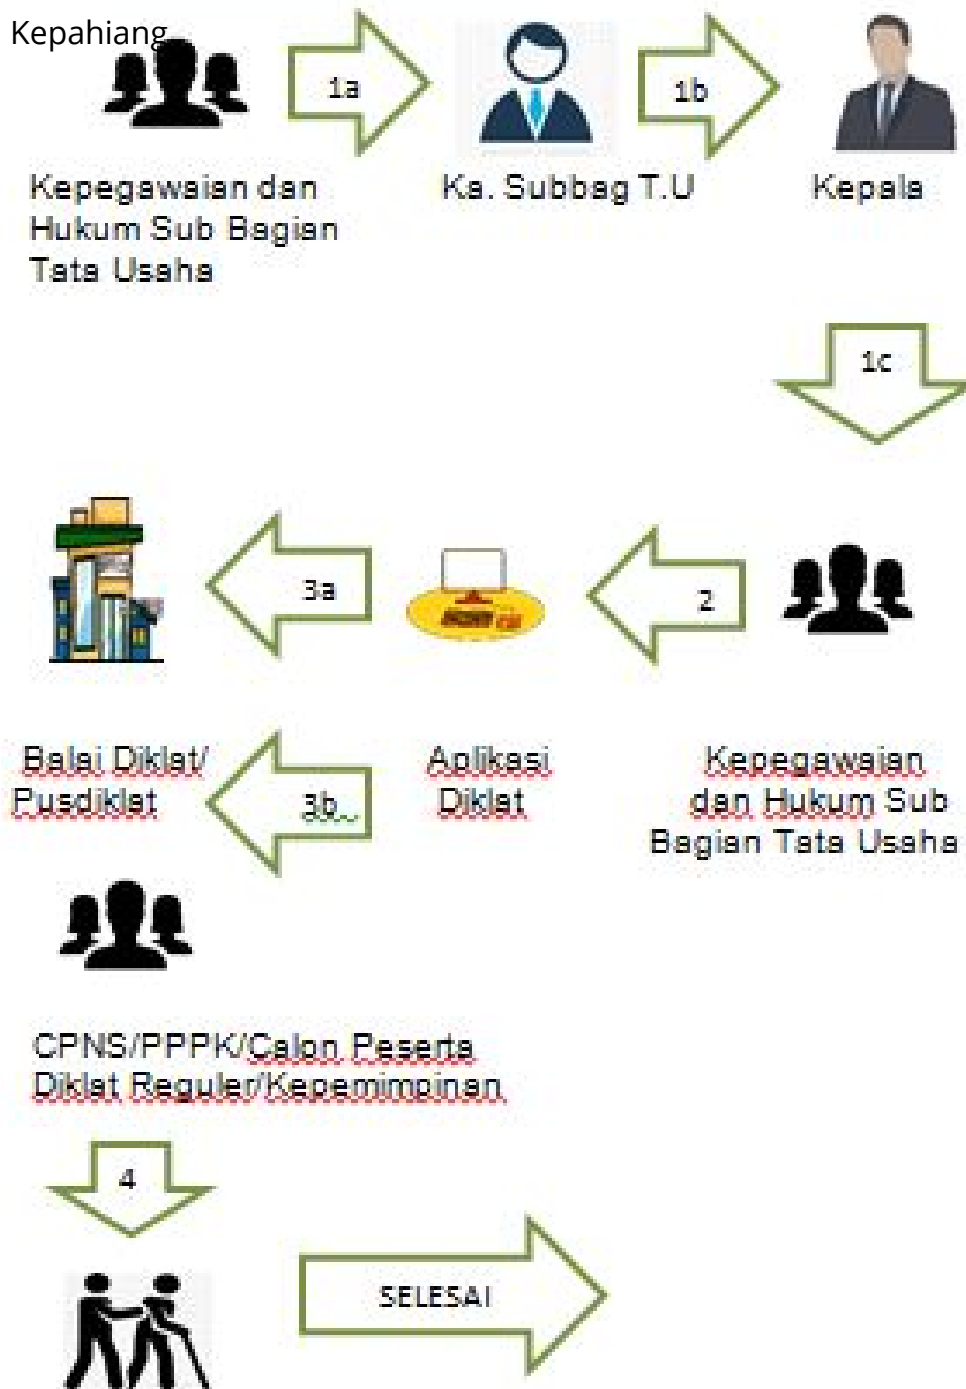 Kepahiang
1a
1b
Kepegawaian dan
Hukum Sub Bagian
Tata Usaha
Ka. Subbag T.U
Kepala
1c
3a
2
Balai Diklat/
Pusdiklat
3b
Aplikasi
Diklat
Kepegawaian
dan Hukum Sub
Bagian Tata Usaha
CPNS/PPPK/Calon Peserta
Diklat Reguler/Kepemimpinan
4
SELESAI